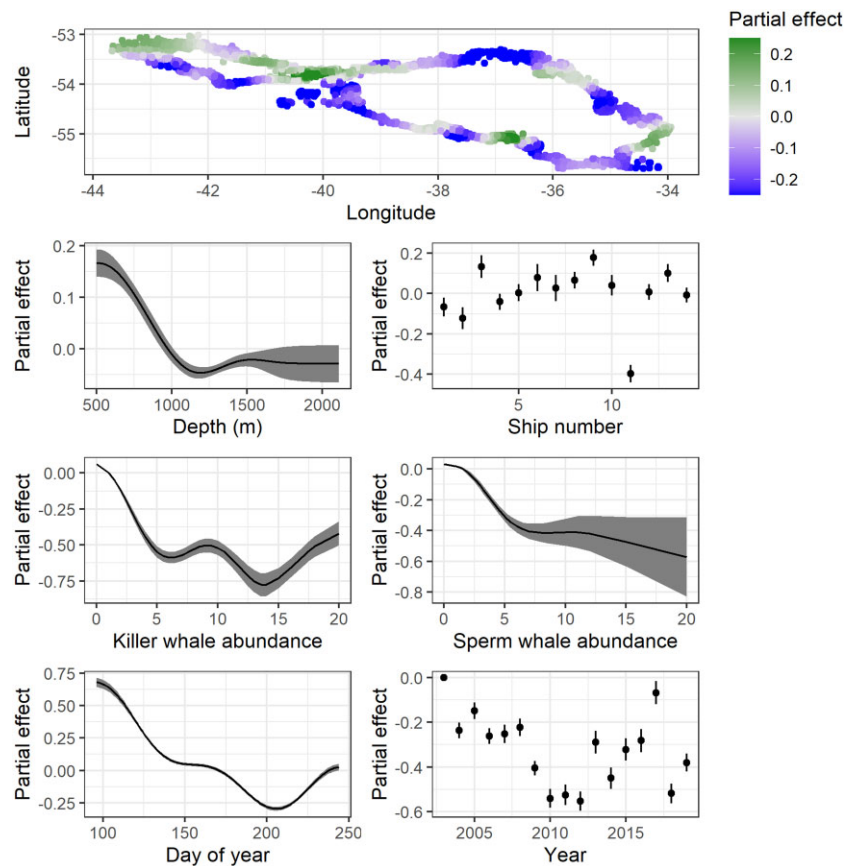 Partial effect
0.2
0.1
0.0
-0.1
-0.2
Latitude
-53
-54
-55
-44 -42 -40 -38 -36 -34
Longitude
Partial effect
0.2
0.1
0.0
500 1000 1500 2000
Depth (m)
Partial effect
0.2
0.0
-0.2
-0.4
5 10
Ship number
Partial effect
0.00
-0.25
-0.50
-0.75
0 5 10 15 20
Killer whale abundance
Partial effect
0.0
-0.2
-0.4
-0.6
-0.8
0 5 10 15 20
Sperm whale abundance
Partial effect
0.75
0.50
0.25
0.00
-0.25
100 150 200 250
Day of year
Partial effect
0.0
-0.2
-0.4
-0.6
2005 2010 2015
Year